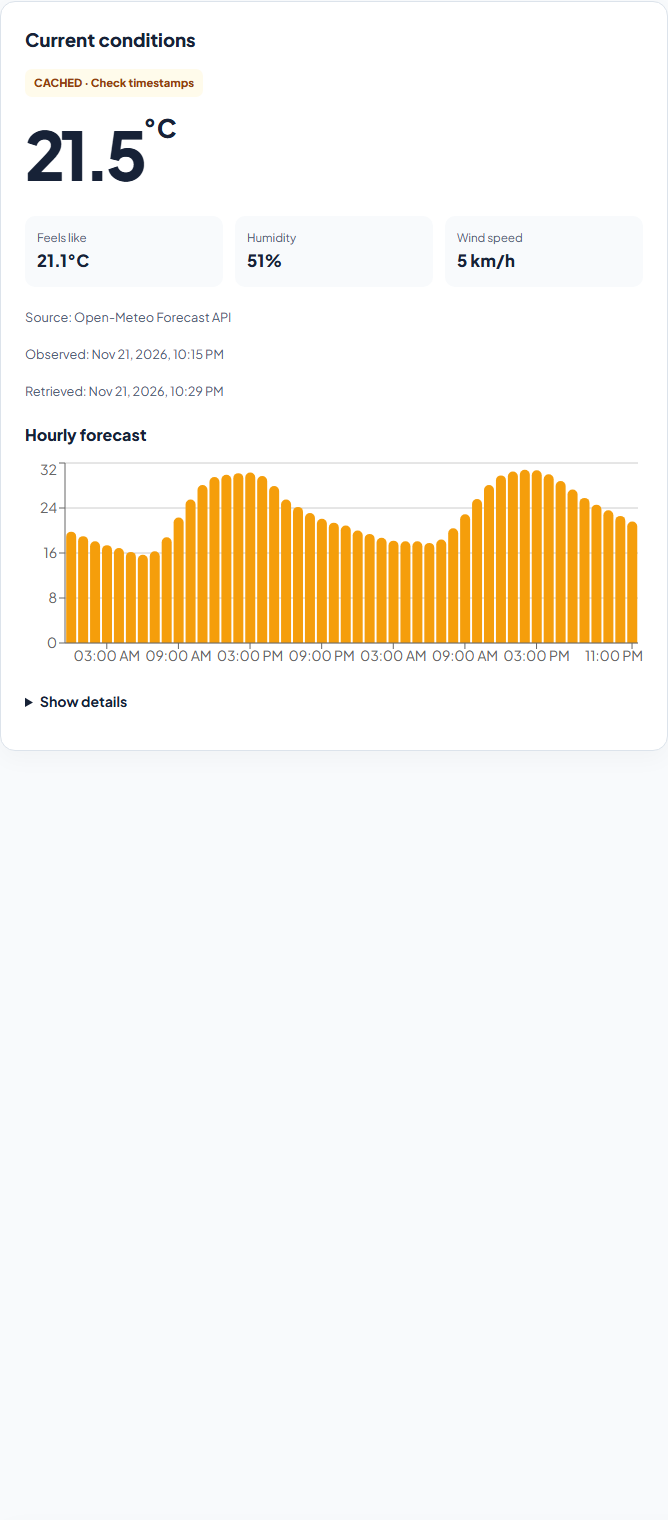 Current conditions
CACHED · Check timestamps
21.5°C
Feels like
21.1°C
Humidity
51%
Wind speed
5 km/h
Source: Open-Meteo Forecast API
Observed: Nov 21, 2026, 10:15 PM
Retrieved: Nov 21, 2026, 10:29 PM
Hourly forecast
32
24
16
8
0
03:00 AM 09:00 AM 03:00 PM 09:00 PM 03:00 AM 09:00 AM 03:00 PM 11:00 PM
Show details